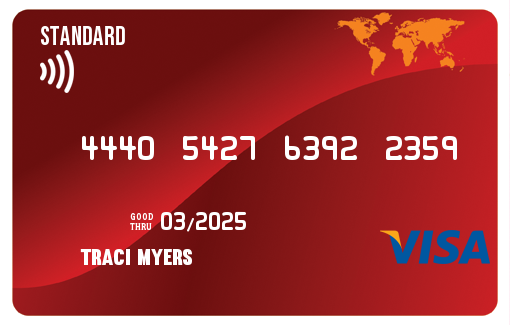 STANDARD
4440 5427 6392 2359
GOOD THRU 03/2025
TRACI MYERS
VISA